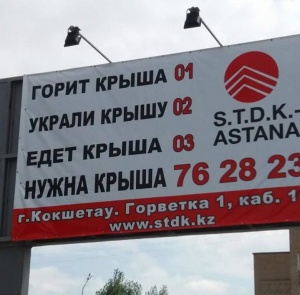 ГОРИТ КРЫША 01
УКРАЛИ КРЫШУ 02
ЕДЕТ КРЫША 03
НУЖНА КРЫША 76 28 23
S.T.D.K.-
ASTANA
г.Кокшетау. Горветка 1, каб. 1
www.stdk.kz